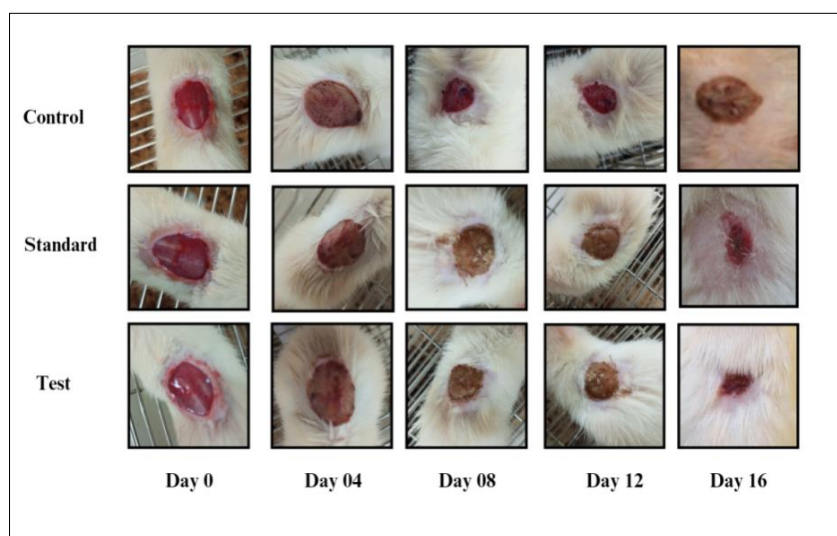 Control
Standard
Test
Day 0
Day 04
Day 08
Day 12
Day 16